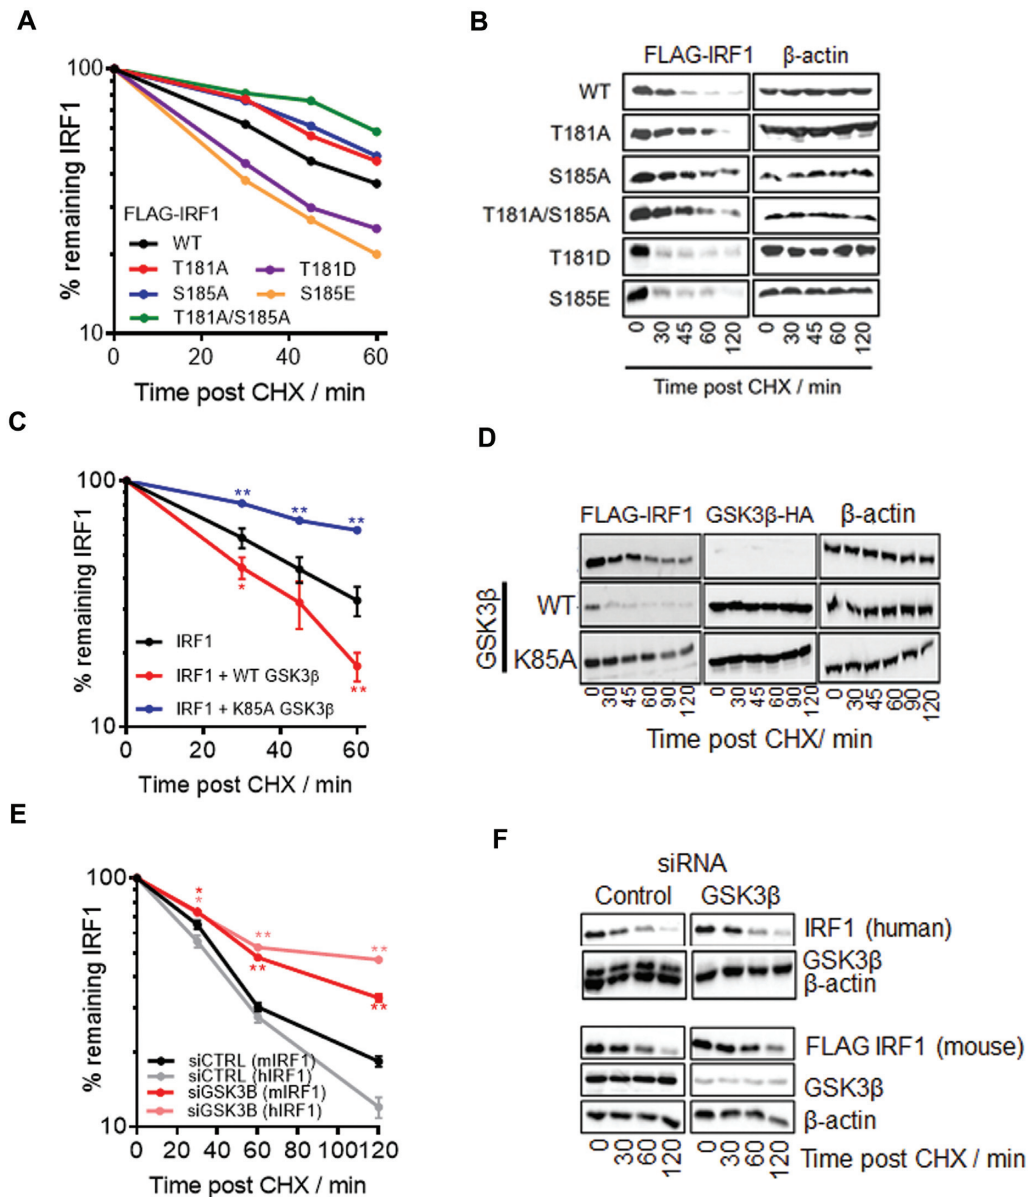 A
100
10
% remaining IRF1
FLAG-IRF1
WT
T181A
T181D
S185A
S185E
T181A/S185A
0 20 40 60
Time post CHX / min
B
FLAG-IRF1 β-actin
WT
T181A
S185A
T181A/S185A
T181D
S185E
0 30 45 60 120 0 30 45 60 120
Time post CHX / min
C
100
10
% remaining IRF1
** ** **
* **
IRF1
IRF1 + WT GSK3β
IRF1 + K85A GSK3β
0 20 40 60
Time post CHX / min
D
FLAG-IRF1 GSK3β-HA β-actin
GSK3β
WT
K85A
0 30 45 60 90 120 0 30 45 60 90 120 0 30 45 60 90 120
Time post CHX/ min
E
100
10
% remaining IRF1
*
*
** **
** **
siCTRL (mIRF1)
siCTRL (hIRF1)
siGSK3B (mIRF1)
siGSK3B (hIRF1)
0 20 40 60 80 100 120
Time post CHX / min
F
siRNA
Control GSK3β
IRF1 (human)
GSK3β
β-actin
FLAG IRF1 (mouse)
GSK3β
β-actin
0 30 60 120 0 30 60 120 Time post CHX / min